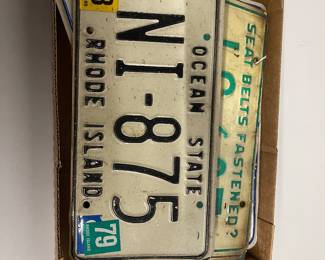 OCEAN STATE
NI-875
RHODE ISLAND
79
SEAT BELTS FASTENED?